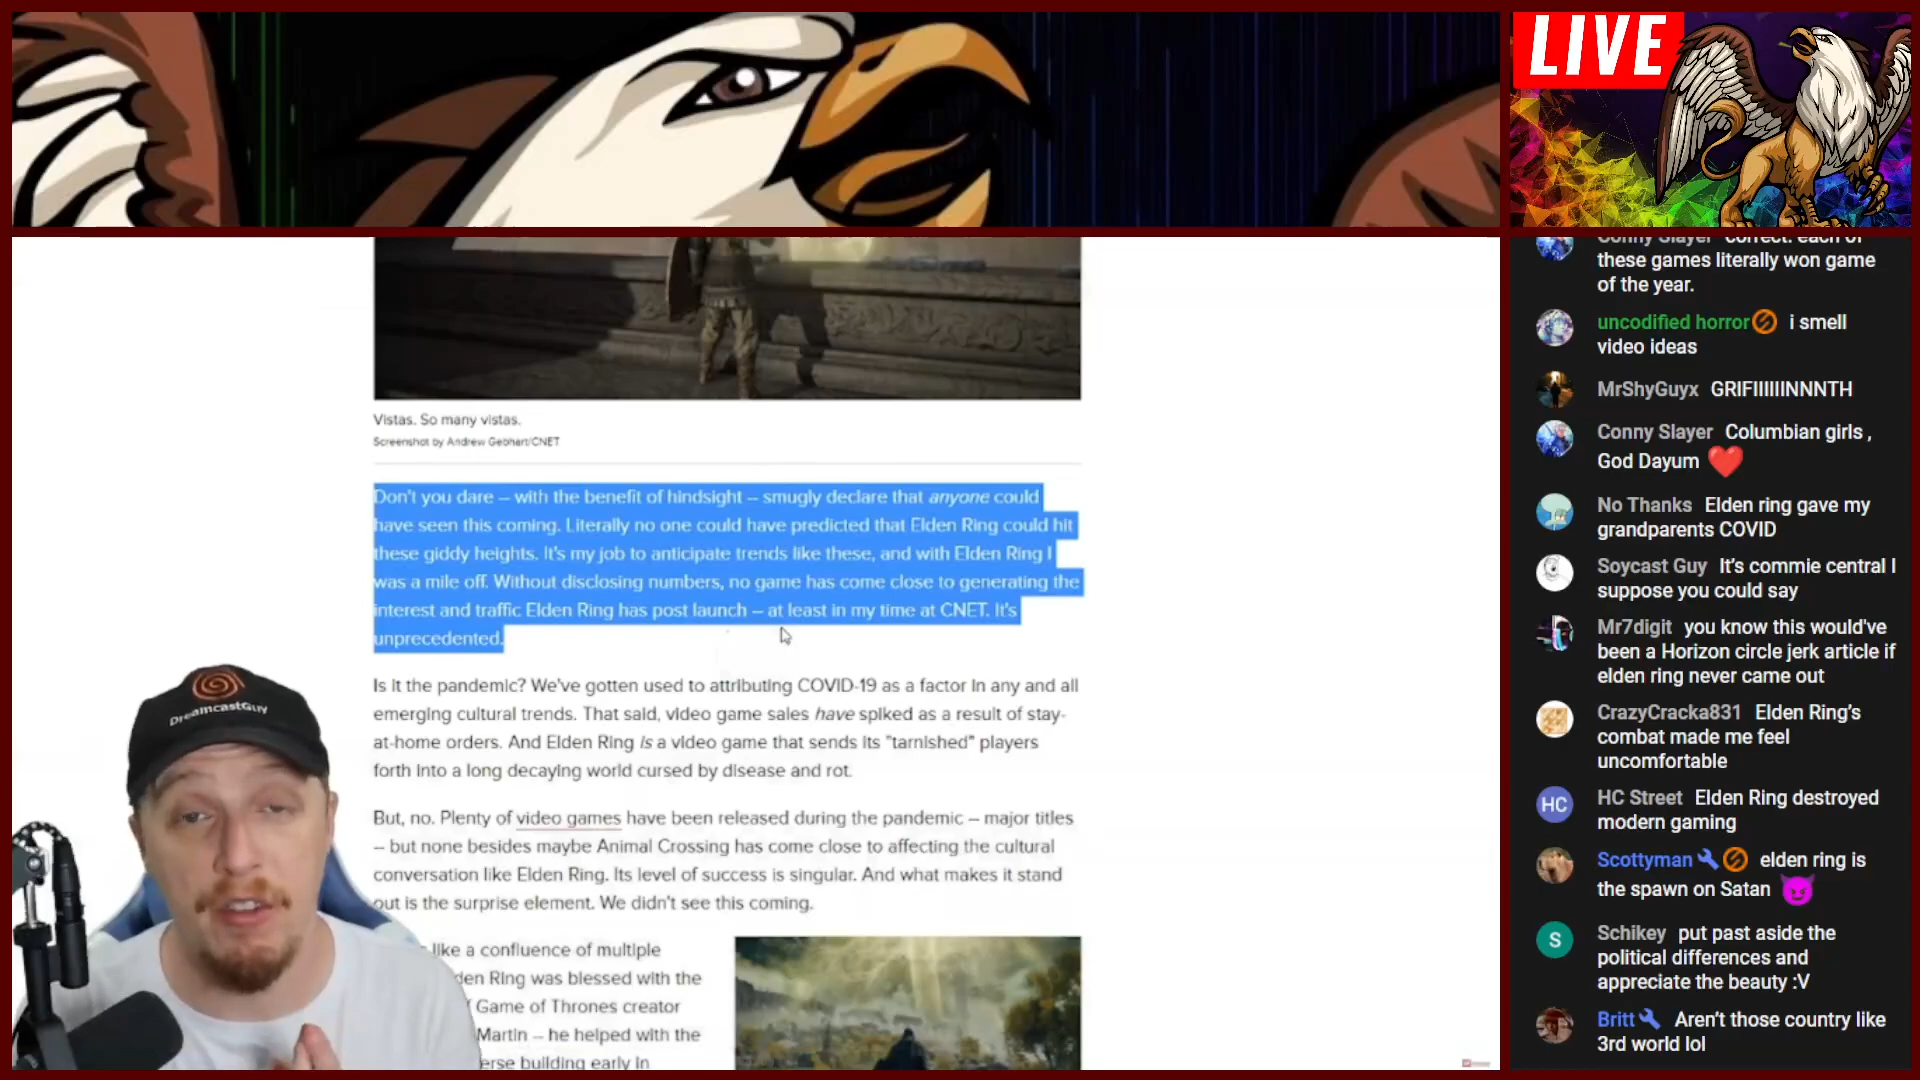 LIVE
Vistas. So many vistas.
Screenshot by Andrew Gebhart/CNET
Don't you dare – with the benefit of hindsight – smugly declare that anyone could
have seen this coming. Literally no one could have predicted that Elden Ring could hit
these giddy heights. It's my job to anticipate trends like these, and with Elden Ring I
was a mile off. Without disclosing numbers, no game has come close to generating the
interest and traffic Elden Ring has post launch – at least in my time at CNET. It's
unprecedented.
Is it the pandemic? We've gotten used to attributing COVID-19 as a factor in any and all
emerging cultural trends. That said, video game sales have spiked as a result of stay-
at-home orders. And Elden Ring is a video game that sends its "tarnished" players
forth into a long decaying world cursed by disease and rot.
But, no. Plenty of video games have been released during the pandemic – major titles
– but none besides maybe Animal Crossing has come close to affecting the cultural
conversation like Elden Ring. Its level of success is singular. And what makes it stand
out is the surprise element. We didn't see this coming.
like a confluence of multiple
den Ring was blessed with the
Game of Thrones creator
Martin – he helped with the
erse building early in
DreamcastGuy
Conny Slayer correct. each of
these games literally won game
of the year.
uncodified horror i smell
video ideas
MrShyGuyx GRIFIIIIIINNNTH
Conny Slayer Columbian girls ,
God Dayum
No Thanks Elden ring gave my
grandparents COVID
Soycast Guy It's commie central I
suppose you could say
Mr7digit you know this would've
been a Horizon circle jerk article if
elden ring never came out
CrazyCracka831 Elden Ring's
combat made me feel
uncomfortable
HC HC Street Elden Ring destroyed
modern gaming
Scottyman elden ring is
the spawn on Satan
S Schikey put past aside the
political differences and
appreciate the beauty :V
Britt Aren't those country like
3rd world lol